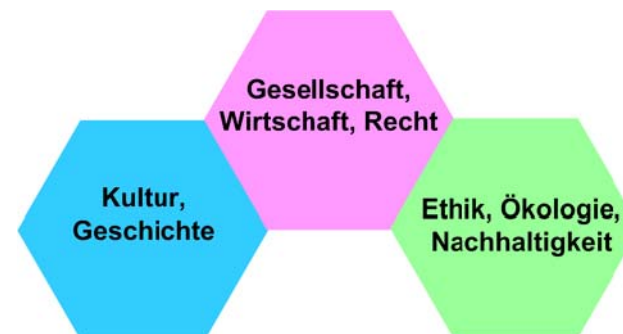 Gesellschaft,
Wirtschaft, Recht
Kultur,
Geschichte
Ethik, Ökologie,
Nachhaltigkeit